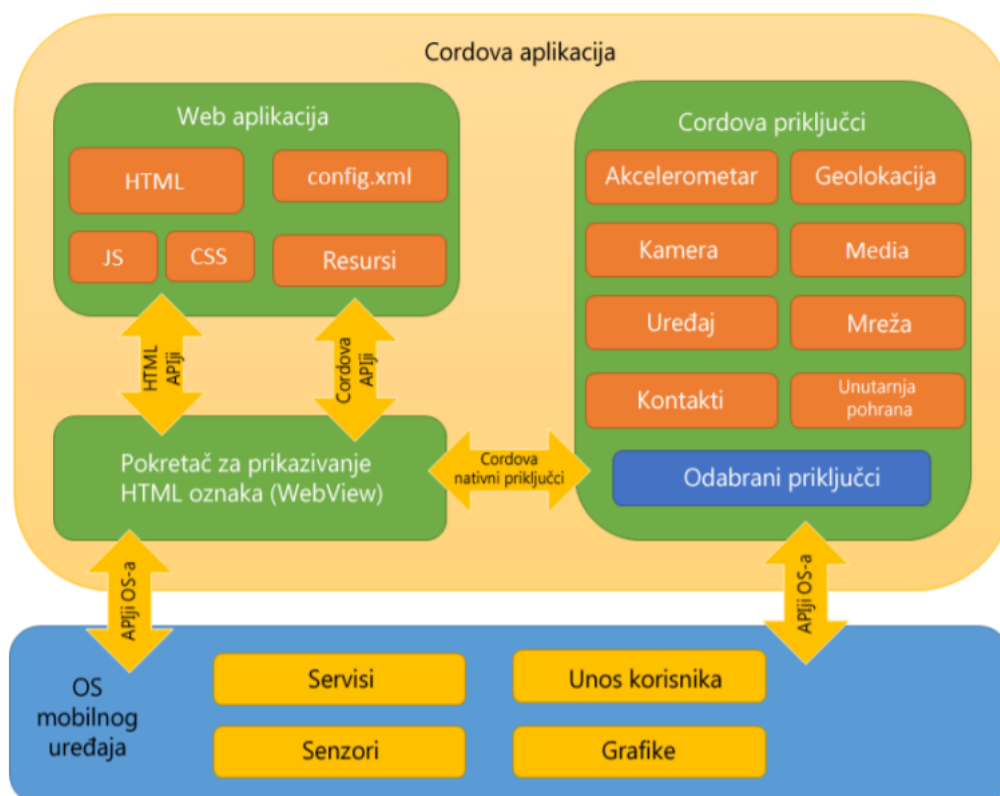 Cordova aplikacija
Web aplikacija
HTML
config.xml
JS
CSS
Resursi
HTML
APIji
Cordova
APIji
Pokretač za prikazivanje
HTML oznaka (WebView)
Cordova
nativni priključci
Cordova priključci
Akcelerometar
Geolokacija
Kamera
Media
Uređaj
Mreža
Kontakti
Unutarnja
pohrana
Odabrani priključci
APIji OS-a
APIji OS-a
OS
mobilnog
uređaja
Servisi
Unos korisnika
Senzori
Grafike